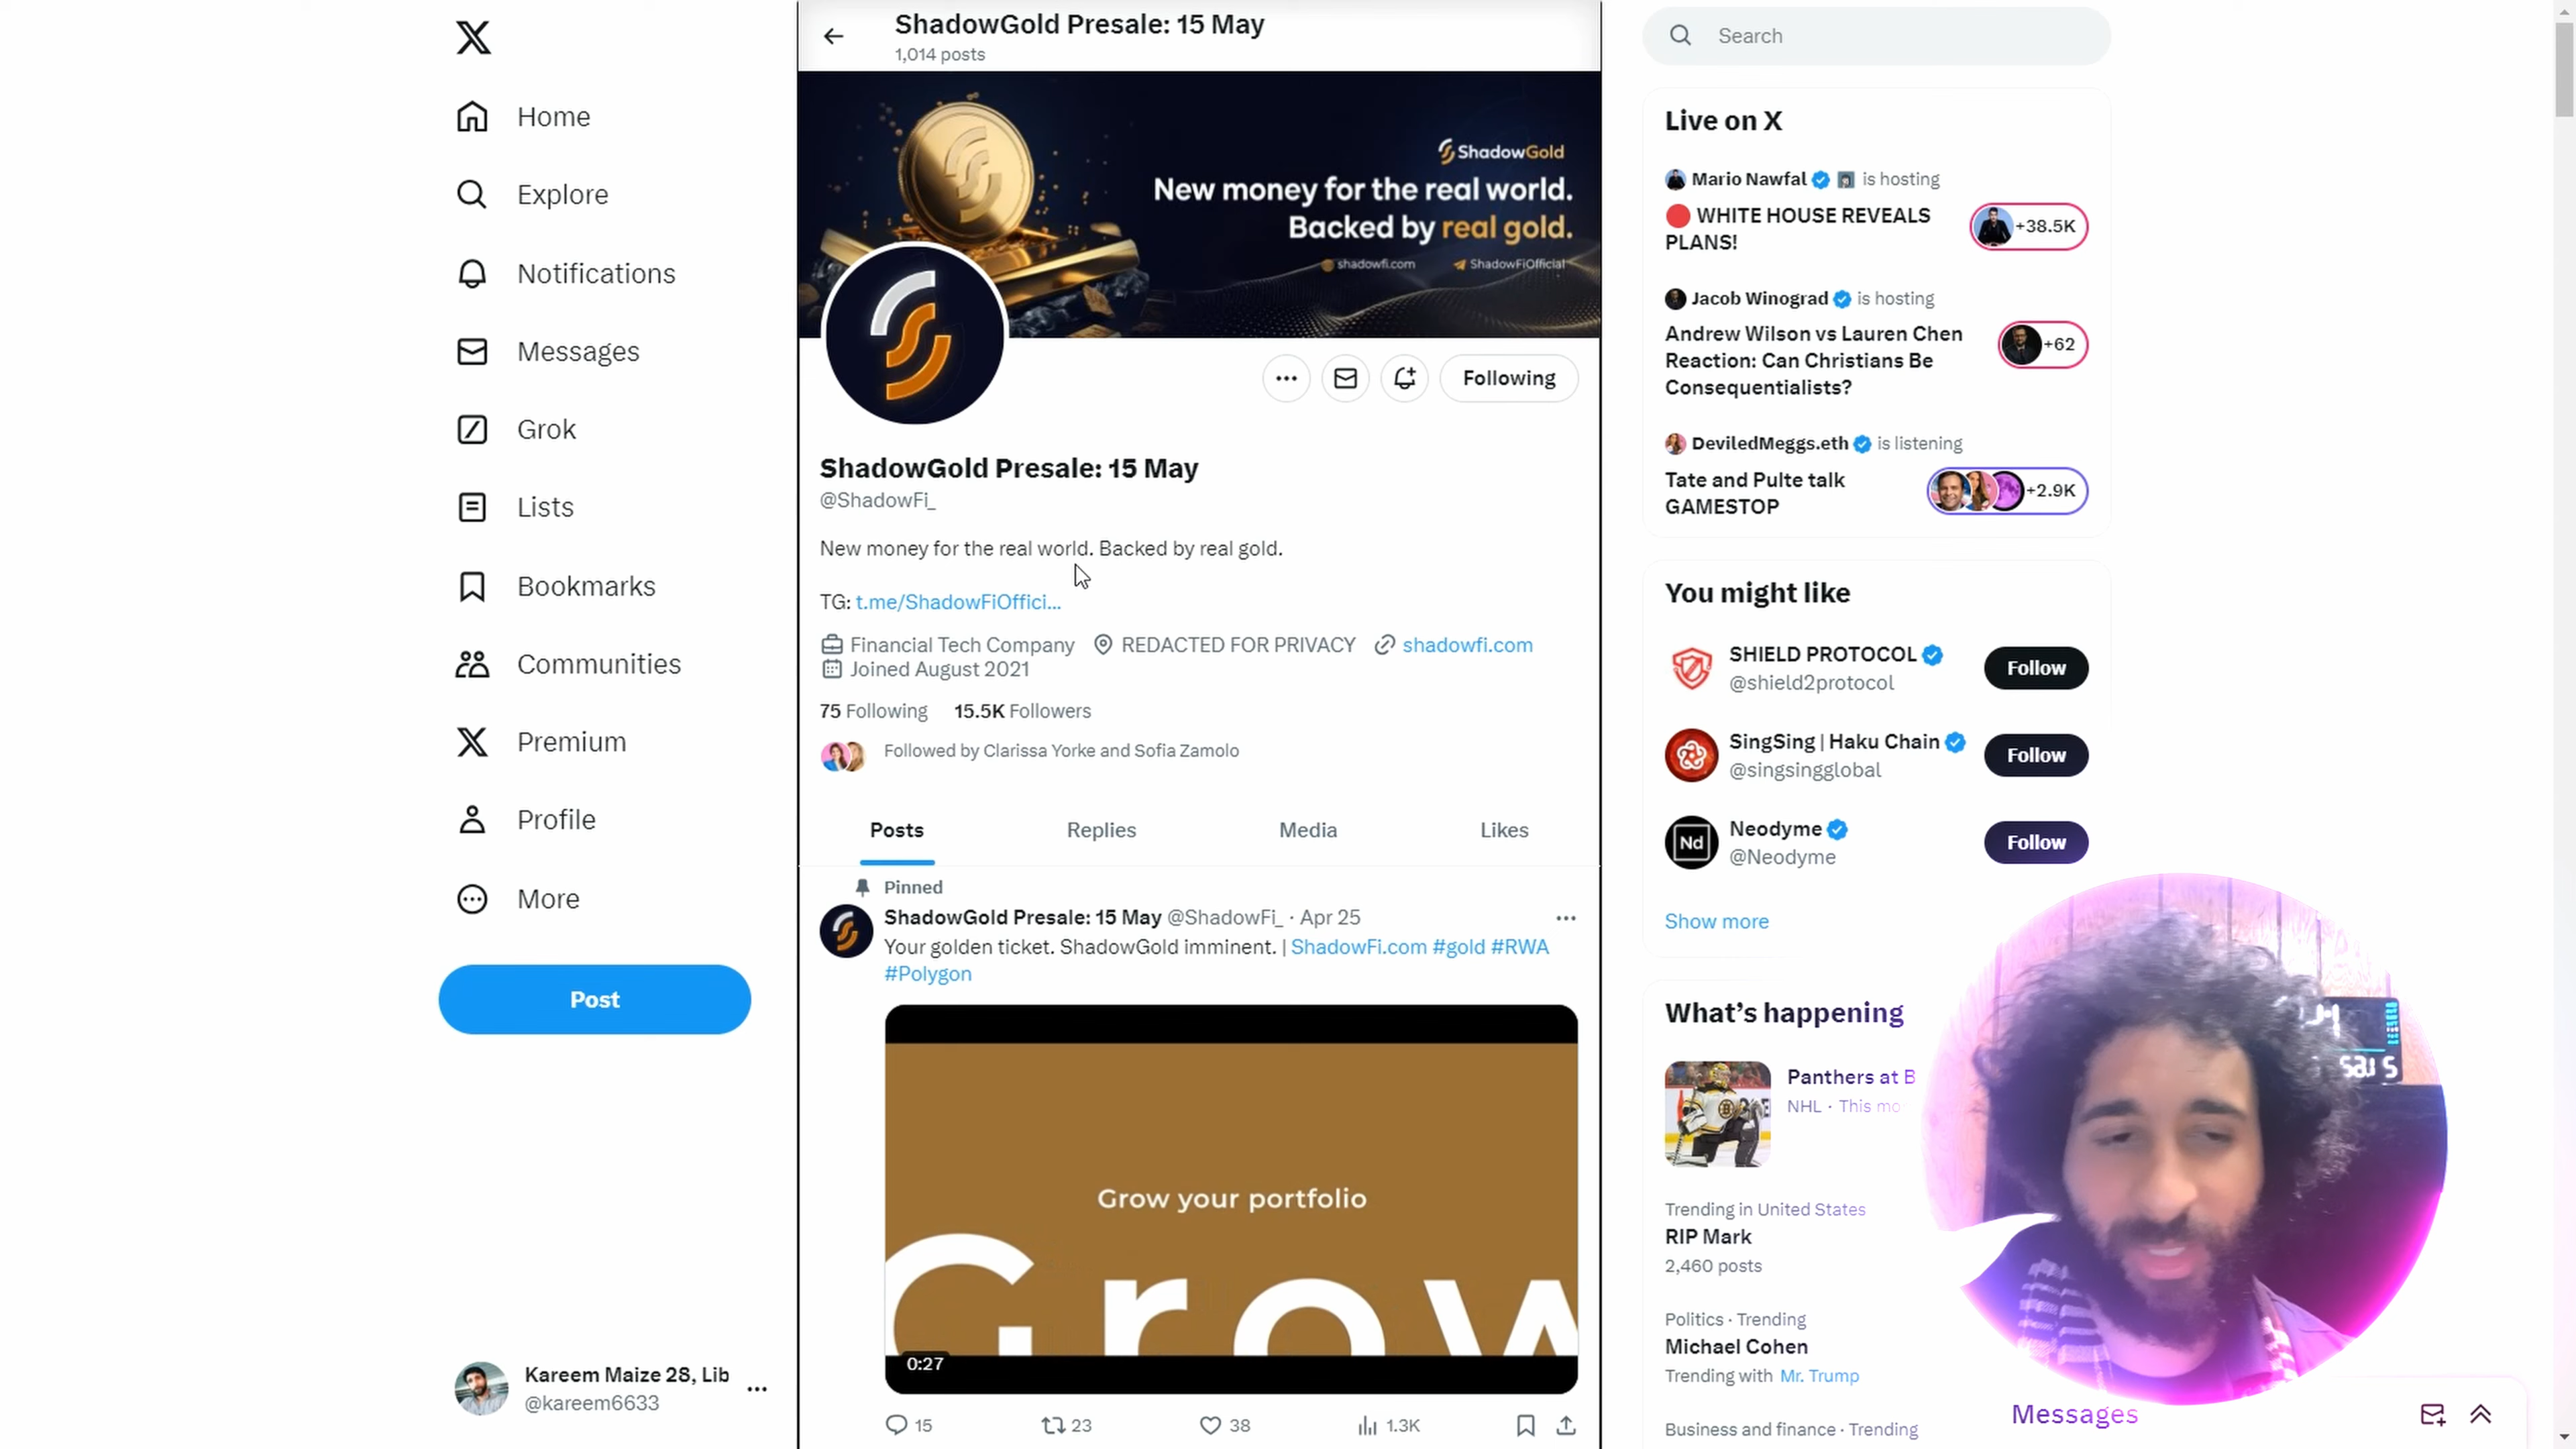 Home
Explore
Notifications
Messages
Grok
Lists
Bookmarks
Communities
Premium
Profile
More
Post
Kareem Maize 28, Lib
@kareem6633
ShadowGold Presale: 15 May
1,014 posts
ShadowGold
New money for the real world.
Backed by real gold.
shadowfi.com ShadowFiOfficial
Following
ShadowGold Presale: 15 May
@ShadowFi_
New money for the real world. Backed by real gold.
TG: t.me/ShadowFiOffici...
Financial Tech Company REDACTED FOR PRIVACY shadowfi.com
Joined August 2021
75 Following 15.5K Followers
Followed by Clarissa Yorke and Sofia Zamolo
Posts Replies Media Likes
Pinned
ShadowGold Presale: 15 May @ShadowFi_ · Apr 25
Your golden ticket. ShadowGold imminent. | ShadowFi.com #gold #RWA
#Polygon
Grow your portfolio
Grow
0:27
15 23 38 1.3K
Search
Live on X
Mario Nawfal is hosting
WHITE HOUSE REVEALS
PLANS!
+38.5K
Jacob Winograd is hosting
Andrew Wilson vs Lauren Chen
Reaction: Can Christians Be
Consequentialists?
+62
DeviledMeggs.eth is listening
Tate and Pulte talk
GAMESTOP
+2.9K
You might like
SHIELD PROTOCOL
@shield2protocol
Follow
SingSing | Haku Chain
@singsingglobal
Follow
Nd
Neodyme
@Neodyme
Follow
Show more
What's happening
Panthers at B
NHL · This mo
Trending in United States
RIP Mark
2,460 posts
Politics · Trending
Michael Cohen
Trending with Mr. Trump
Business and finance · Trending
Messages